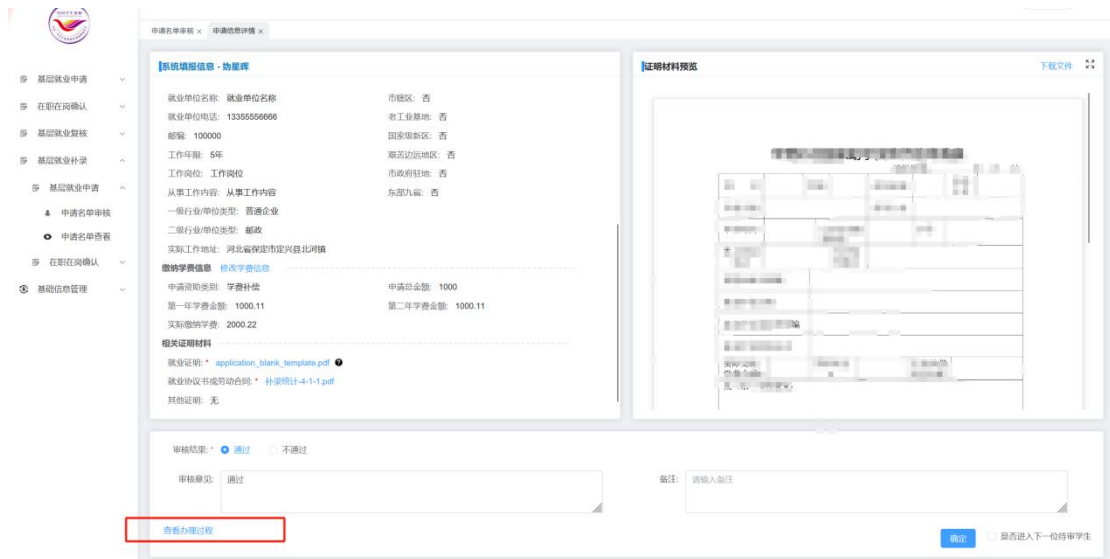 申请名单审核 ×
申请信息详情 ×
基层就业申请
在职在岗确认
基层就业复核
基层就业补录
基层就业申请
申请名单审核
申请名单查看
在职在岗确认
基础信息管理
系统填报信息 - 妫星晖
就业单位名称: 就业单位名称
市辖区: 否
就业单位电话: 13355556666
老工业基地: 否
邮编: 100000
国家级新区: 否
工作年限: 5年
艰苦边远地区: 否
工作岗位: 工作岗位
市政府驻地: 否
从事工作内容: 从事工作内容
东部九省: 否
一级行业/单位类型: 普通企业
二级行业/单位类型: 邮政
实际工作地址: 河北省保定市定兴县北河镇
缴纳学费信息 修改学费信息
申请资助类别: 学费补偿
申请总金额: 1000
第一年学费金额: 1000.11
第二年学费金额: 1000.11
实际缴纳学费: 2000.22
相关证明材料
就业证明: * application_blank_template.pdf
就业协议书或劳动合同: * 补录统计-4-1-1.pdf
其他证明: 无
证明材料预览
下载文件
审核结果: * 通过 不通过
审核意见: 通过
备注: 请输入备注
查看办理过程
确定
是否进入下一位待审学生